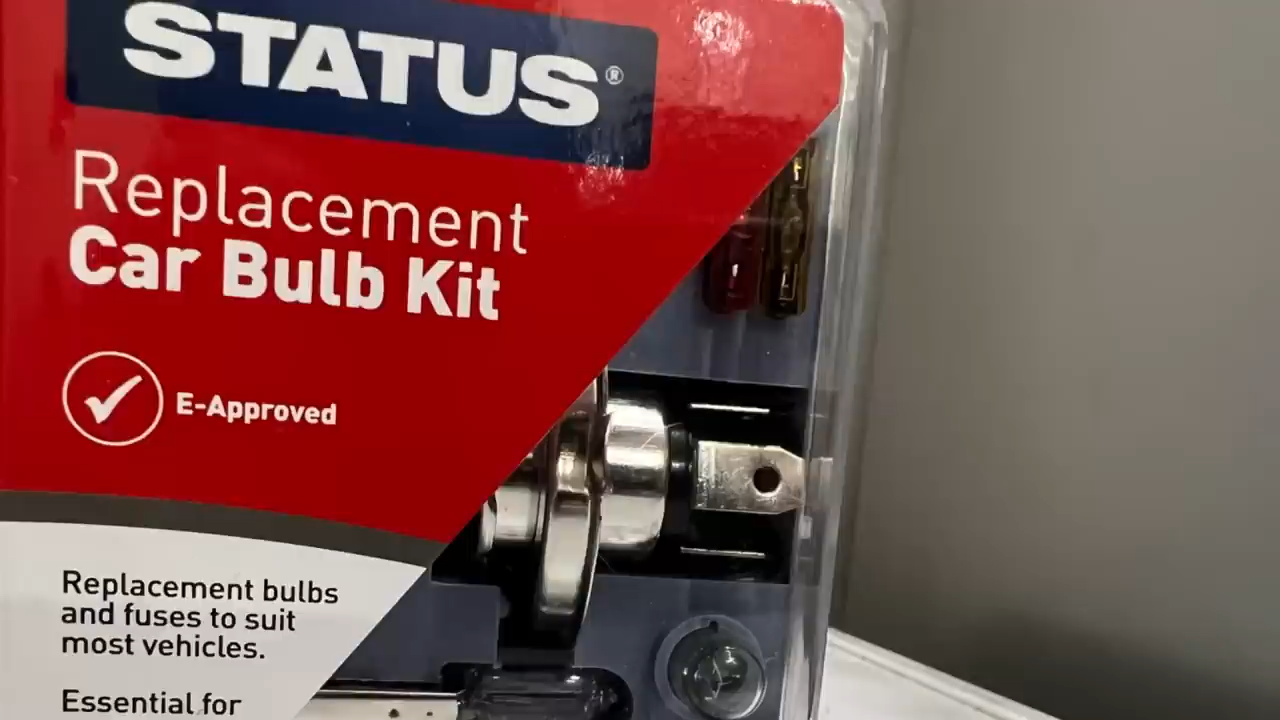 STATUS®
Replacement
Car Bulb Kit
E-Approved
Replacement bulbs
and fuses to suit
most vehicles.
Essential for